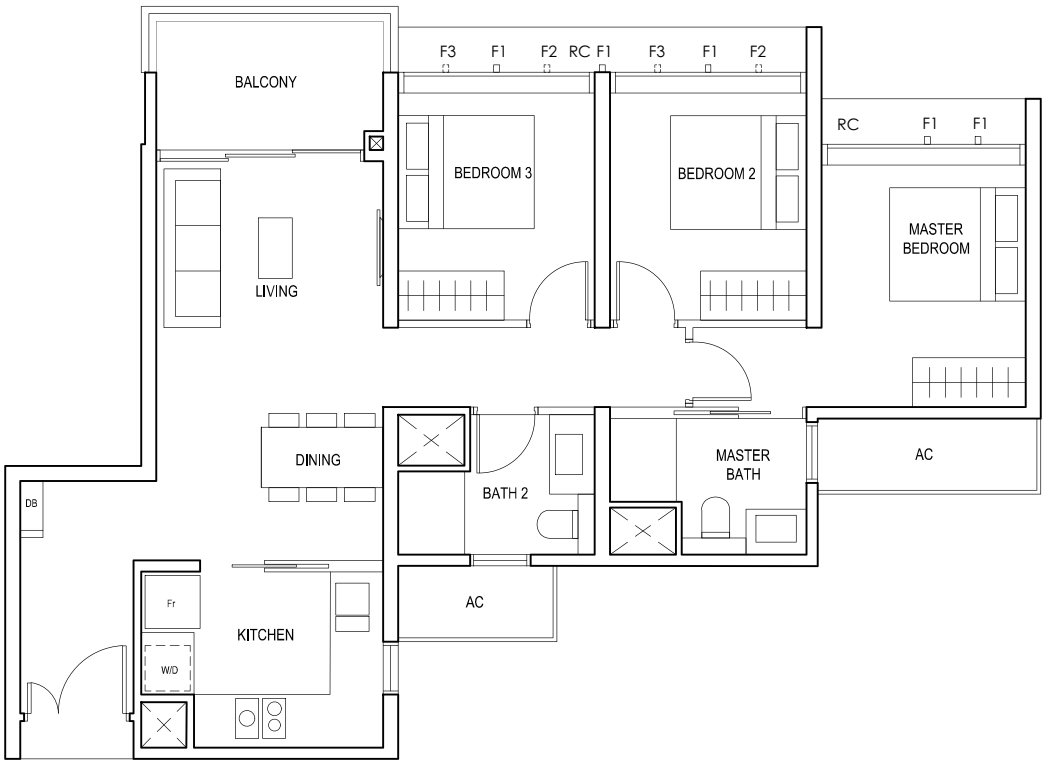 F3 F1 F2 RC F1 F3 F1 F2
BALCONY
RC F1 F1
BEDROOM 3
BEDROOM 2
MASTER
BEDROOM
LIVING
DINING
MASTER
BATH
AC
BATH 2
DB
Fr
AC
KITCHEN
W/D